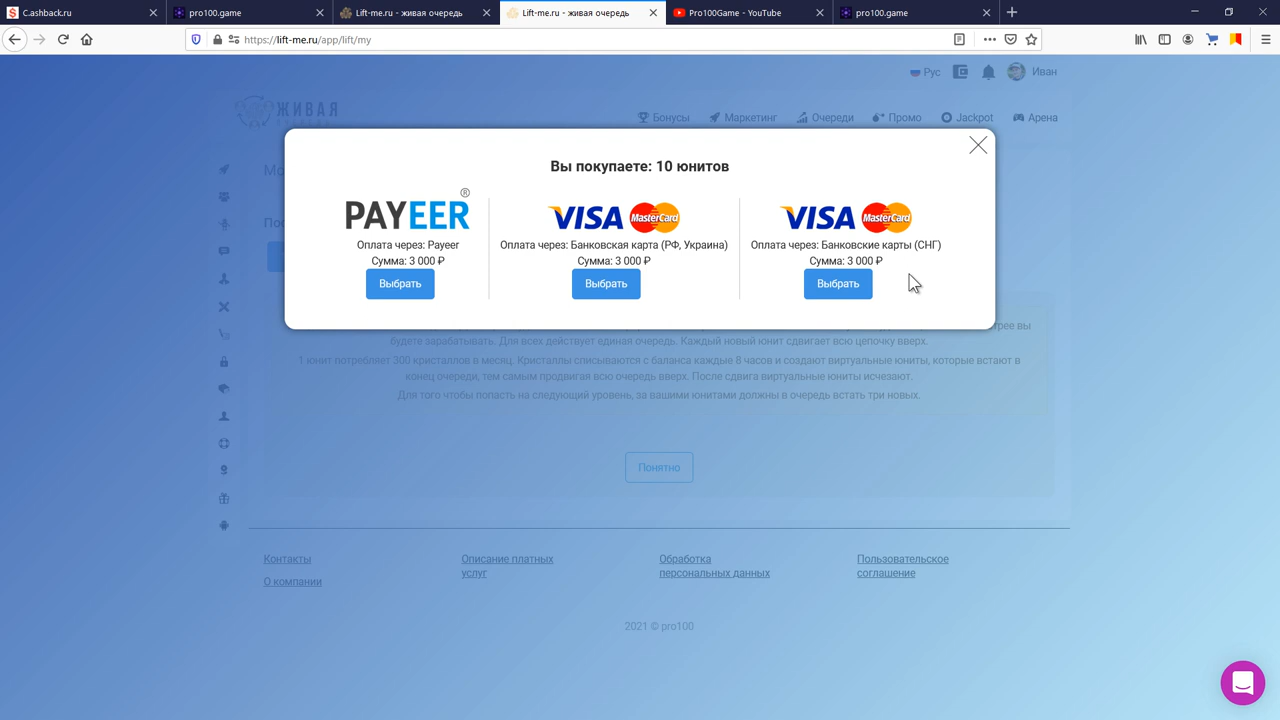 C.ashback.ru
pro100.game
Lift-me.ru - живая очередь
Lift-me.ru - живая очередь
Pro100Game - YouTube
pro100.game
https://lift-me.ru/app/lift/my
Рус
Иван
ЖИВАЯ
Бонусы
Маркетинг
Очереди
Промо
Jackpot
Арена
Вы покупаете: 10 юнитов
PAYEER®
Оплата через: Payeer
Сумма: 3 000 ₽
Выбрать
VISA MasterCard
Оплата через: Банковская карта (РФ, Украина)
Сумма: 3 000 ₽
Выбрать
VISA MasterCard
Оплата через: Банковские карты (СНГ)
Сумма: 3 000 ₽
Выбрать
вы
будете зарабатывать. Для всех действует единая очередь. Каждый новый юнит сдвигает всю цепочку вверх.
1 юнит потребляет 300 кристаллов в месяц. Кристаллы списываются с баланса каждые 8 часов и создают виртуальные юниты, которые встают в
конец очереди, тем самым продвигая всю очередь вверх. После сдвига виртуальные юниты исчезают.
Для того чтобы попасть на следующий уровень, за вашими юнитами должны в очередь встать три новых.
Понятно
Контакты
О компании
Описание платных
услуг
Обработка
персональных данных
Пользовательское
соглашение
2021 © pro100